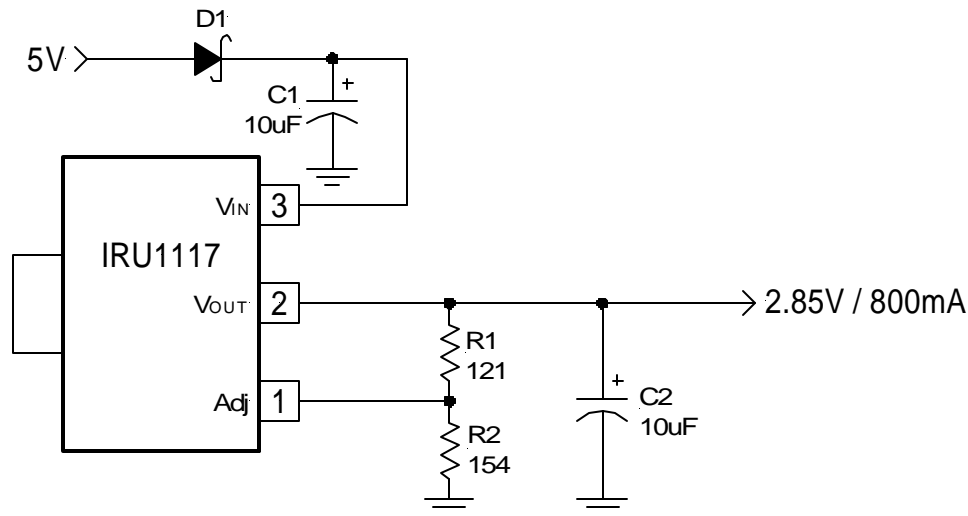 D1
5V
+
C1
10uF
VIN
3
IRU1117
VOUT
2
2.85V / 800mA
R1
121
Adj
1
+
C2
10uF
R2
154